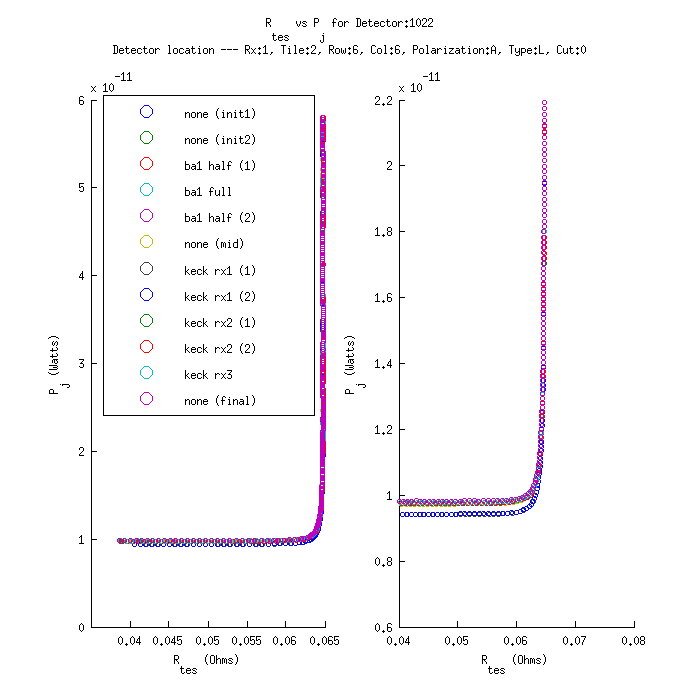 R tes vs P j for Detector:1022
Detector location --- Rx:1, Tile:2, Row:6, Col:6, Polarization:A, Type:L, Cut:0
x 10 -11
x 10 -11
none (init1)
none (init2)
ba1 half (1)
ba1 full
ba1 half (2)
none (mid)
keck rx1 (1)
keck rx1 (2)
keck rx2 (1)
keck rx2 (2)
keck rx3
none (final)
P j (Watts)
6
5
4
3
2
1
0
0.04 0.045 0.05 0.055 0.06 0.065
R tes (Ohms)
P j (Watts)
2.2
2
1.8
1.6
1.4
1.2
1
0.8
0.6
0.04 0.05 0.06 0.07 0.08
R tes (Ohms)